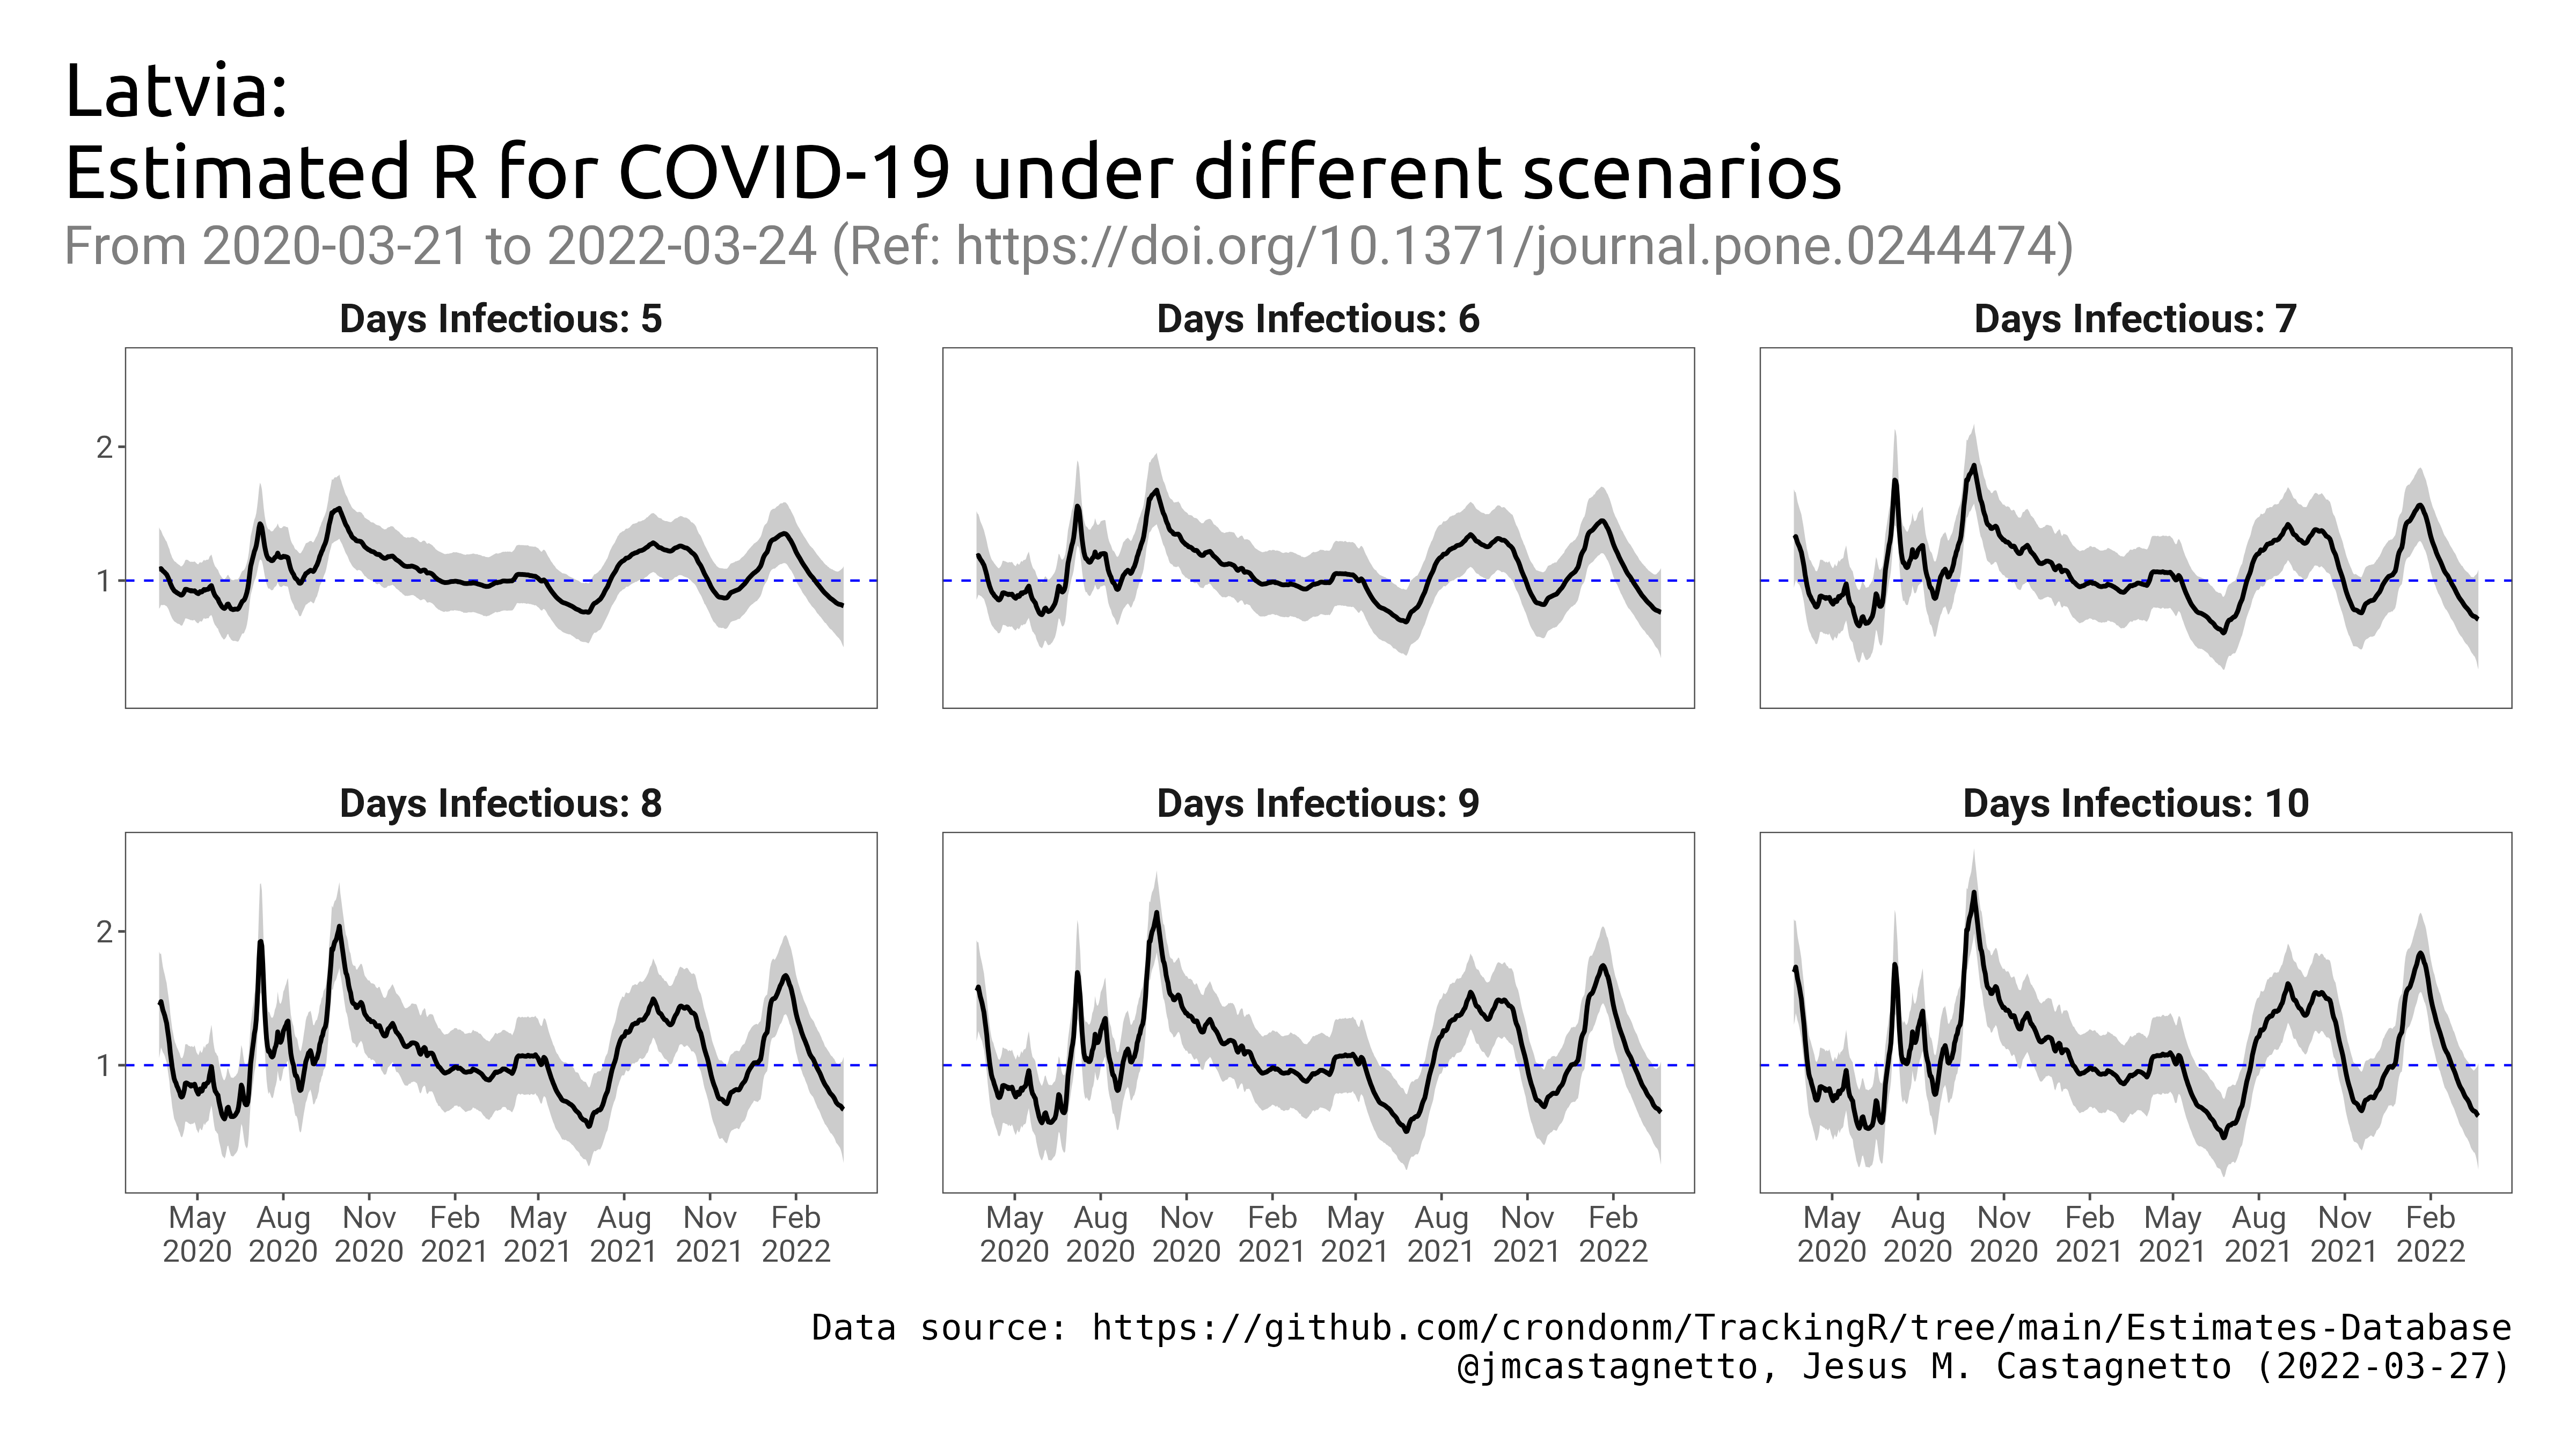 Latvia:
Estimated R for COVID-19 under different scenarios
From 2020-03-21 to 2022-03-24 (Ref: https://doi.org/10.1371/journal.pone.0244474)
Days Infectious: 5
Days Infectious: 6
Days Infectious: 7
2
1
Days Infectious: 8
Days Infectious: 9
Days Infectious: 10
2
1
May Aug Nov Feb May Aug Nov Feb
2020 2020 2020 2021 2021 2021 2021 2022
May Aug Nov Feb May Aug Nov Feb
2020 2020 2020 2021 2021 2021 2021 2022
May Aug Nov Feb May Aug Nov Feb
2020 2020 2020 2021 2021 2021 2021 2022
Data source: https://github.com/crondonm/TrackingR/tree/main/Estimates-Database
@jmcastagnetto, Jesus M. Castagnetto (2022-03-27)